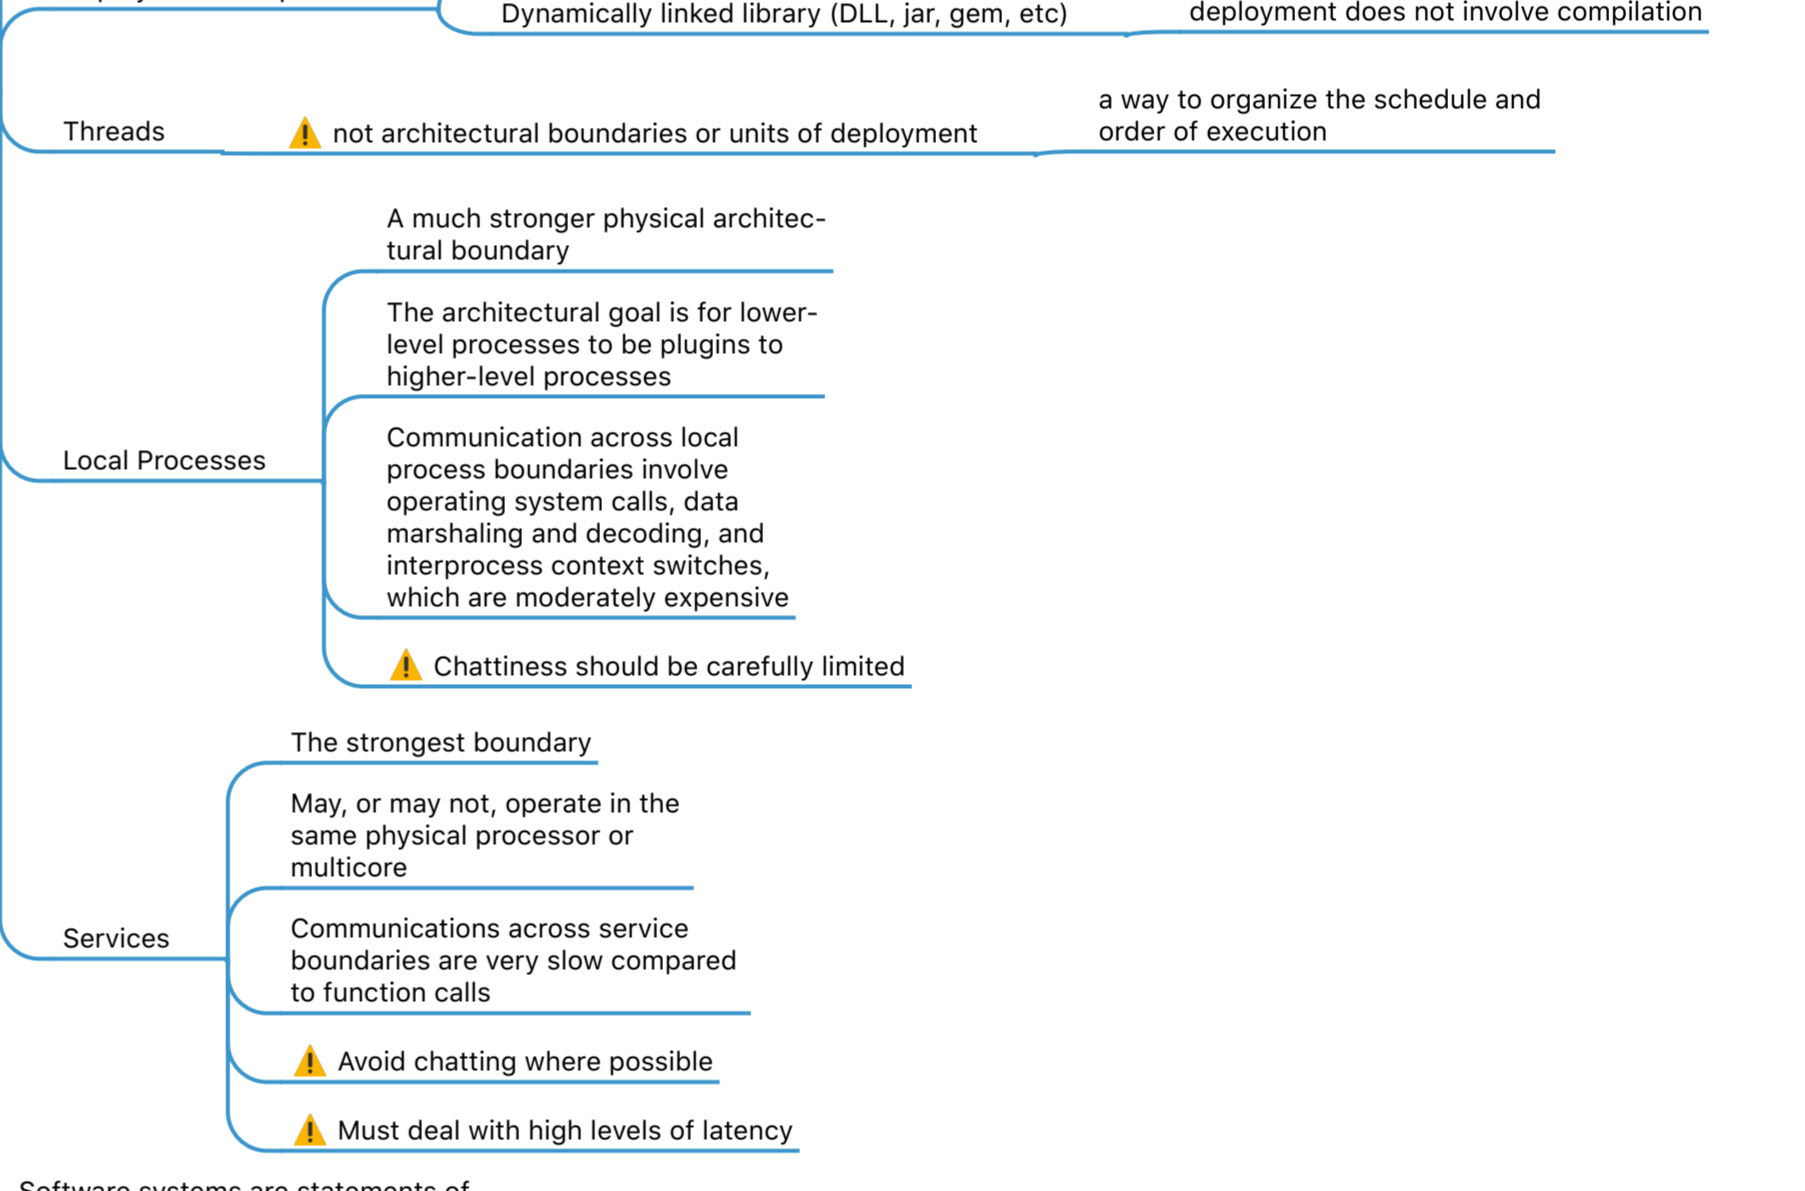 Dynamically linked library (DLL, jar, gem, etc)
deployment does not involve compilation
Threads
not architectural boundaries or units of deployment
a way to organize the schedule and
order of execution
Local Processes
A much stronger physical architec-
tural boundary
The architectural goal is for lower-
level processes to be plugins to
higher-level processes
Communication across local
process boundaries involve
operating system calls, data
marshaling and decoding, and
interprocess context switches,
which are moderately expensive
Chattiness should be carefully limited
Services
The strongest boundary
May, or may not, operate in the
same physical processor or
multicore
Communications across service
boundaries are very slow compared
to function calls
Avoid chatting where possible
Must deal with high levels of latency
Software systems are statements of